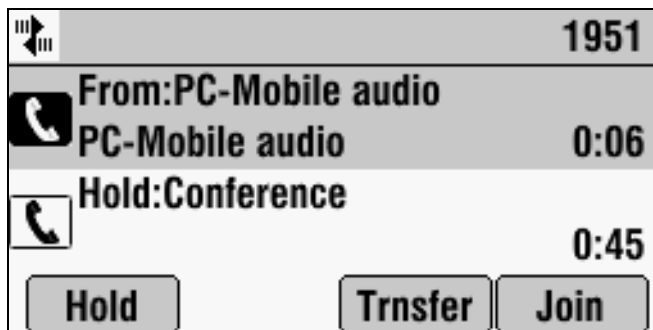 1951
From:PC-Mobile audio
PC-Mobile audio 0:06
Hold:Conference
0:45
Hold Trnsfer Join